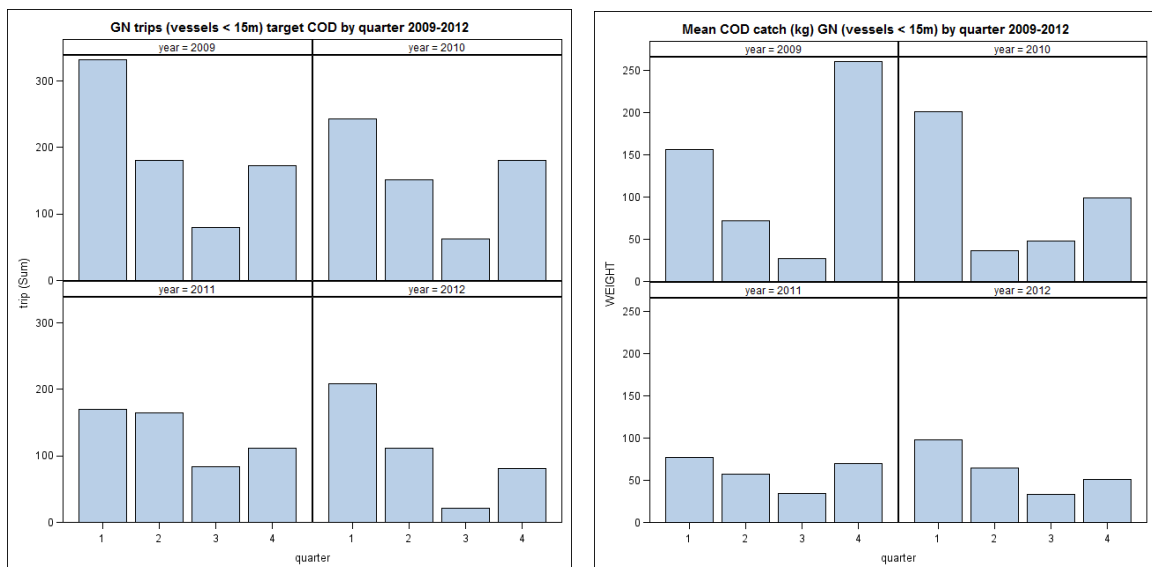 GN trips (vessels < 15m) target COD by quarter 2009-2012
year = 2009 year = 2010
300
200
100
0
year = 2011 year = 2012
300
200
100
0
trip (Sum)
1 2 3 4 1 2 3 4
quarter
Mean COD catch (kg) GN (vessels < 15m) by quarter 2009-2012
year = 2009 year = 2010
250
200
150
100
50
0
year = 2011 year = 2012
250
200
150
100
50
0
WEIGHT
1 2 3 4 1 2 3 4
quarter